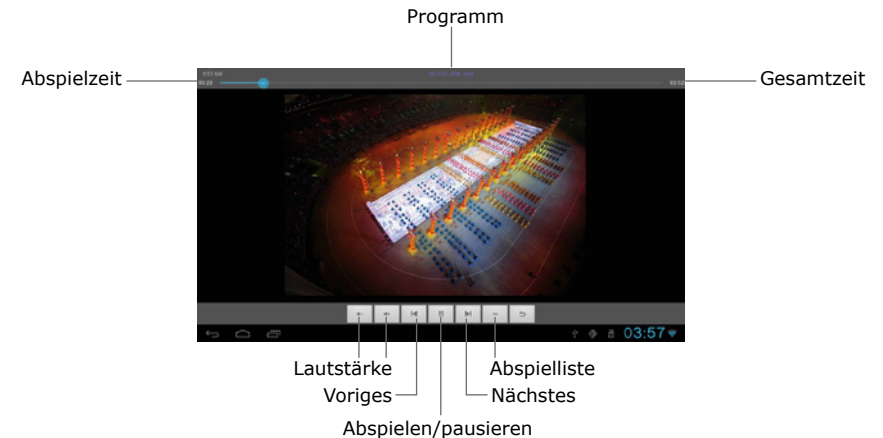 Programm
Abspielzeit
Gesamtzeit
03:57
Lautstärke
Abspielliste
Voriges
Nächstes
Abspielen/pausieren